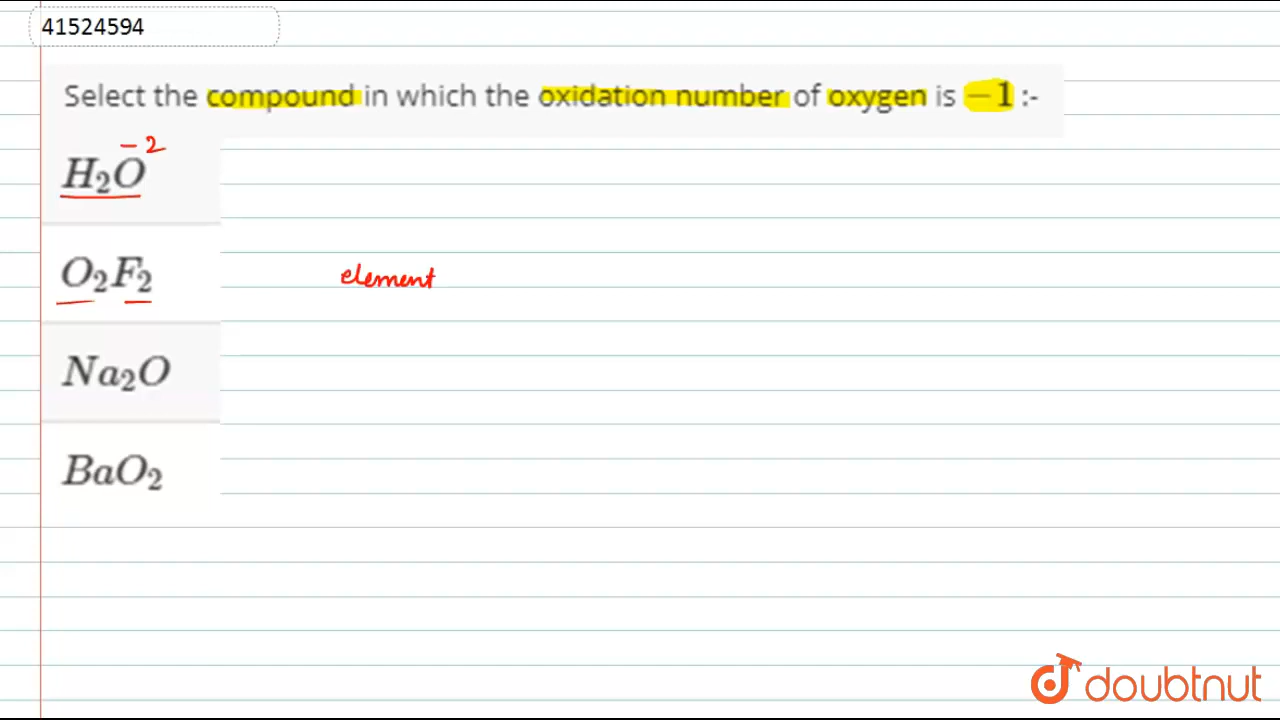 41524594
Select the compound in which the oxidation number of oxygen is −1 :-
−2
H₂O
O₂F₂
element
Na₂O
BaO₂
doubtnut